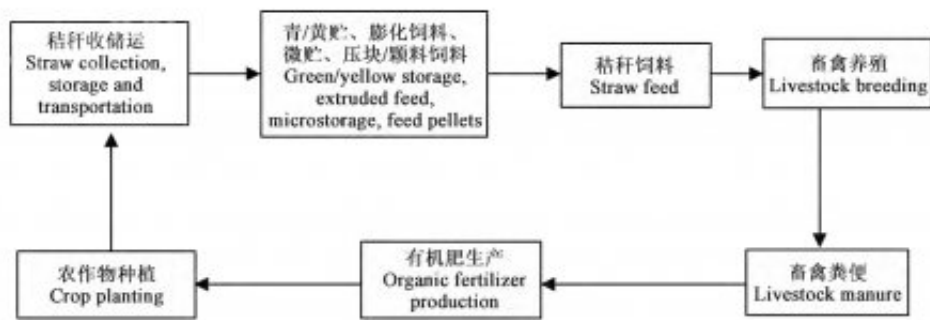 秸秆收储运
Straw collection,
storage and
transportation
青/黄贮、膨化饲料、
微贮、压块/颗料饲料
Green/yellow storage,
extruded feed,
microstorage, feed pellets
秸秆饲料
Straw feed
畜禽养殖
Livestock breeding
农作物种植
Crop planting
有机肥生产
Organic fertilizer
production
畜禽粪便
Livestock manure